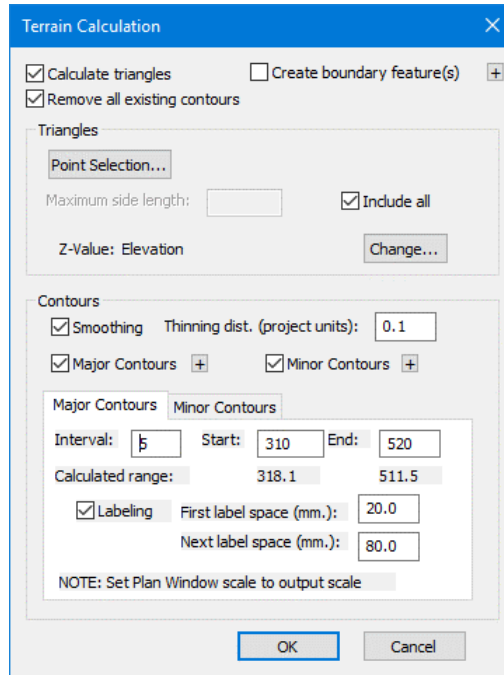 Terrain Calculation
Calculate triangles Create boundary feature(s) +
Remove all existing contours
Triangles
Point Selection...
Maximum side length: Include all
Z-Value: Elevation Change...
Contours
Smoothing Thinning dist. (project units): 0.1
Major Contours + Minor Contours +
Major Contours Minor Contours
Interval: 5 Start: 310 End: 520
Calculated range: 318.1 511.5
Labeling First label space (mm.): 20.0
Next label space (mm.): 80.0
NOTE: Set Plan Window scale to output scale
OK Cancel